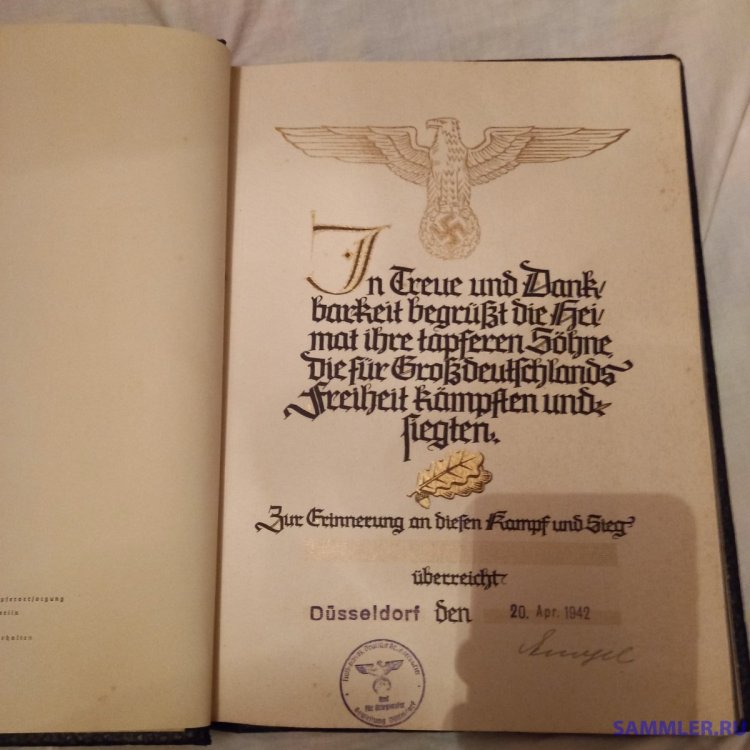 In Treue und Dank/
barkeit begrüßt die Hei/
mat ihre tapferen Söhne,
die für Großdeutschlands
Freiheit kämpften und
siegten.
Zur Erinnerung an diesen Kampf und Sieg
überreicht
Düsseldorf den 20. Apr. 1942
SAMMLER.RU